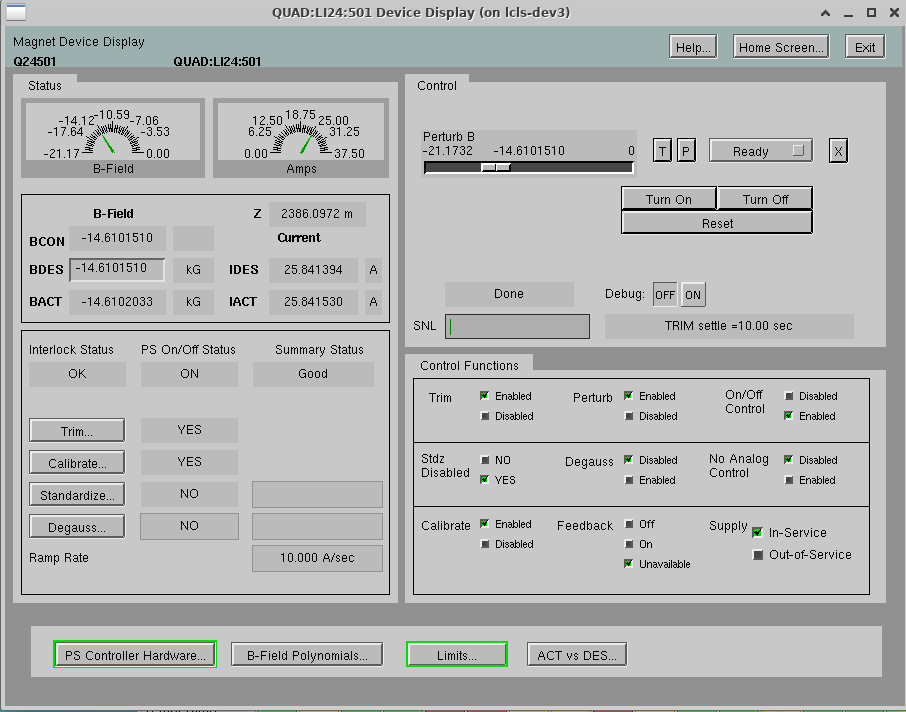 QUAD:LI24:501 Device Display (on lcls-dev3)
Magnet Device Display
Q24501 QUAD:LI24:501
Help... Home Screen... Exit
Status
-21.17 -17.64 -14.12 -10.59 -7.06 -3.53 0.00
B-Field
0.00 6.25 12.50 18.75 25.00 31.25 37.50
Amps
B-Field Z 2386.0972 m
Current
BCON -14.6101510
BDES -14.6101510 kG IDES 25.841394 A
BACT -14.6102033 kG IACT 25.841530 A
Interlock Status PS On/Off Status Summary Status
OK ON Good
Trim... YES
Calibrate... YES
Standardize... NO
Degauss... NO
Ramp Rate 10.000 A/sec
Control
Perturb B
-21.1732 -14.6101510 0
T P Ready X
Turn On Turn Off
Reset
Done Debug: OFF ON
SNL TRIM settle =10.00 sec
Control Functions
Trim Enabled Disabled
Perturb Enabled Disabled
On/Off Control Disabled Enabled
Stdz Disabled NO YES
Degauss Disabled Enabled
No Analog Control Disabled Enabled
Calibrate Enabled Disabled
Feedback Off On Unavailable
Supply In-Service Out-of-Service
PS Controller Hardware... B-Field Polynomials... Limits... ACT vs DES...